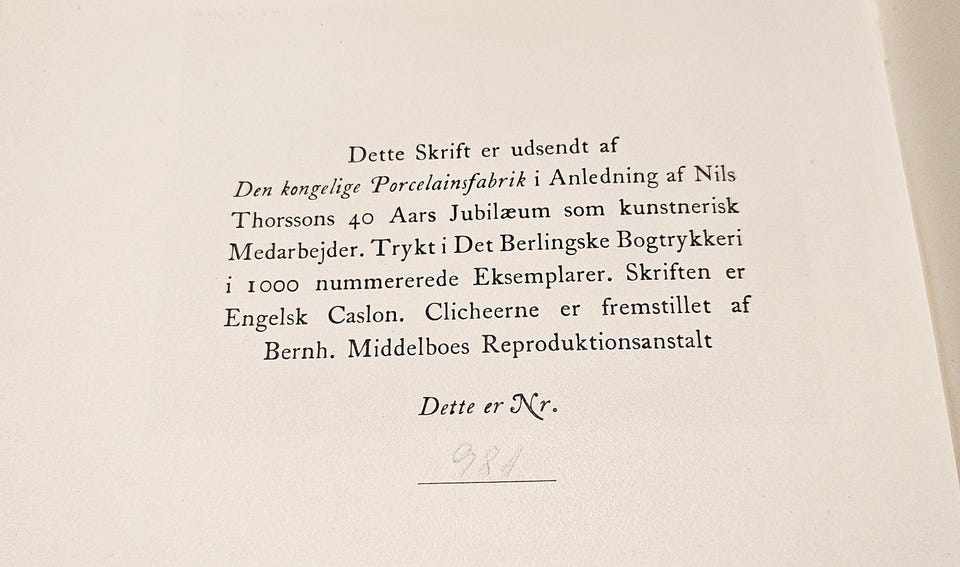 Dette Skrift er udsendt af
Den kongelige Porcelainsfabrik i Anledning af Nils
Thorssons 40 Aars Jubilæum som kunstnerisk
Medarbejder. Trykt i Det Berlingske Bogtrykkeri
i 1000 nummererede Eksemplarer. Skriften er
Engelsk Caslon. Clicheerne er fremstillet af
Bernh. Middelboes Reproduktionsanstalt
Dette er Nr.